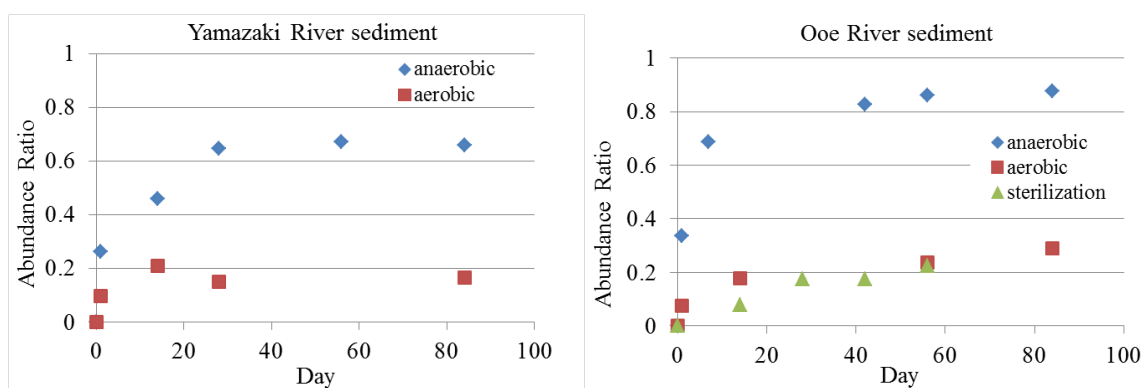 Yamazaki River sediment
1
0.8
0.6
0.4
0.2
0
0 20 40 60 80 100
Abundance Ratio
Day
anaerobic
aerobic
Ooe River sediment
1
0.8
0.6
0.4
0.2
0
0 20 40 60 80 100
Abundance Ratio
Day
anaerobic
aerobic
sterilization